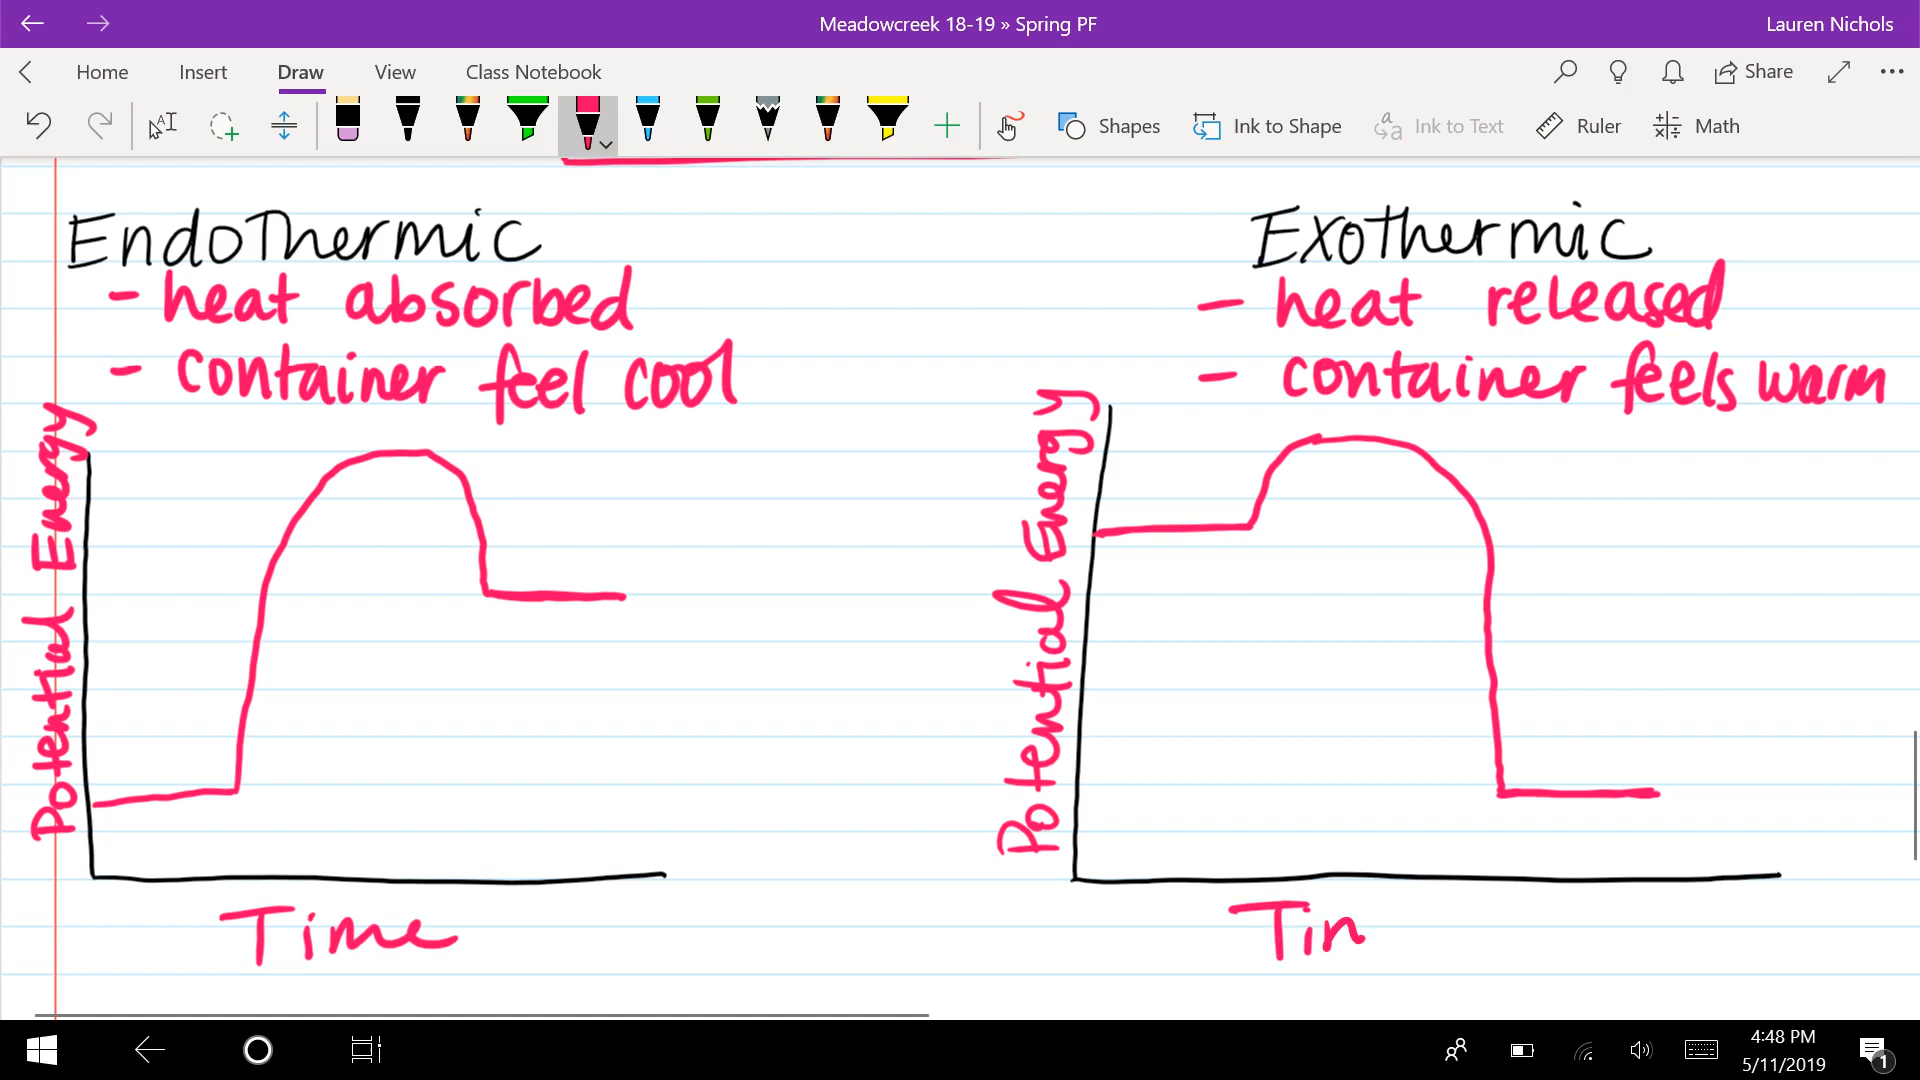 Meadowcreek 18-19 » Spring PF
Lauren Nichols
Home Insert Draw View Class Notebook
Share
Shapes Ink to Shape Ink to Text Ruler Math
Endothermic
- heat absorbed
- container feel cool
Potential Energy
Time
Exothermic
- heat released
- container feels warm
Potential Energy
Tin
4:48 PM
5/11/2019
1